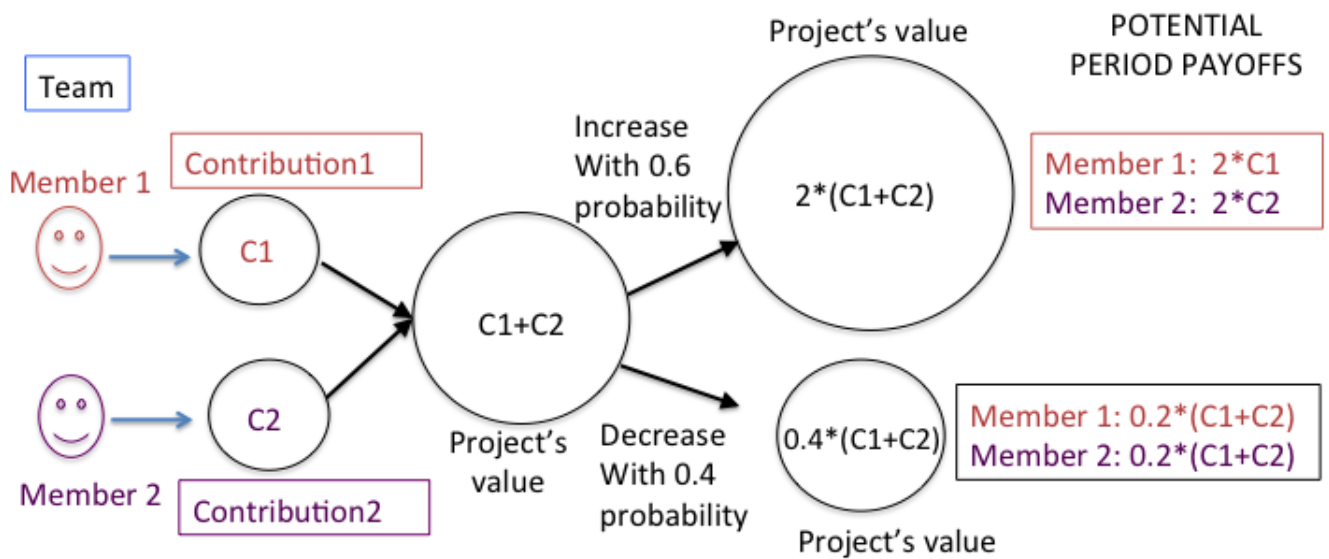 Team
Member 1
Contribution1
C1
Member 2
C2
Contribution2
C1+C2
Project's
value
Increase
With 0.6
probability
Decrease
With 0.4
probability
Project's value
2*(C1+C2)
0.4*(C1+C2)
Project's value
POTENTIAL
PERIOD PAYOFFS
Member 1: 2*C1
Member 2: 2*C2
Member 1: 0.2*(C1+C2)
Member 2: 0.2*(C1+C2)